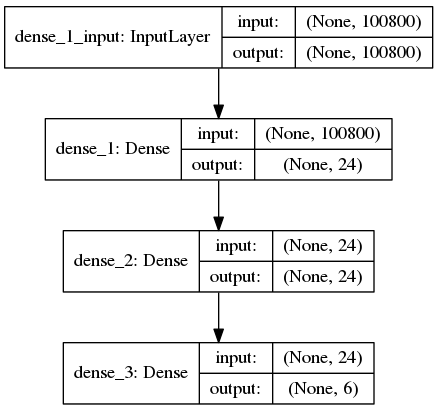 dense_1_input: InputLayer
input: (None, 100800)
output: (None, 100800)
dense_1: Dense
input: (None, 100800)
output: (None, 24)
dense_2: Dense
input: (None, 24)
output: (None, 24)
dense_3: Dense
input: (None, 24)
output: (None, 6)